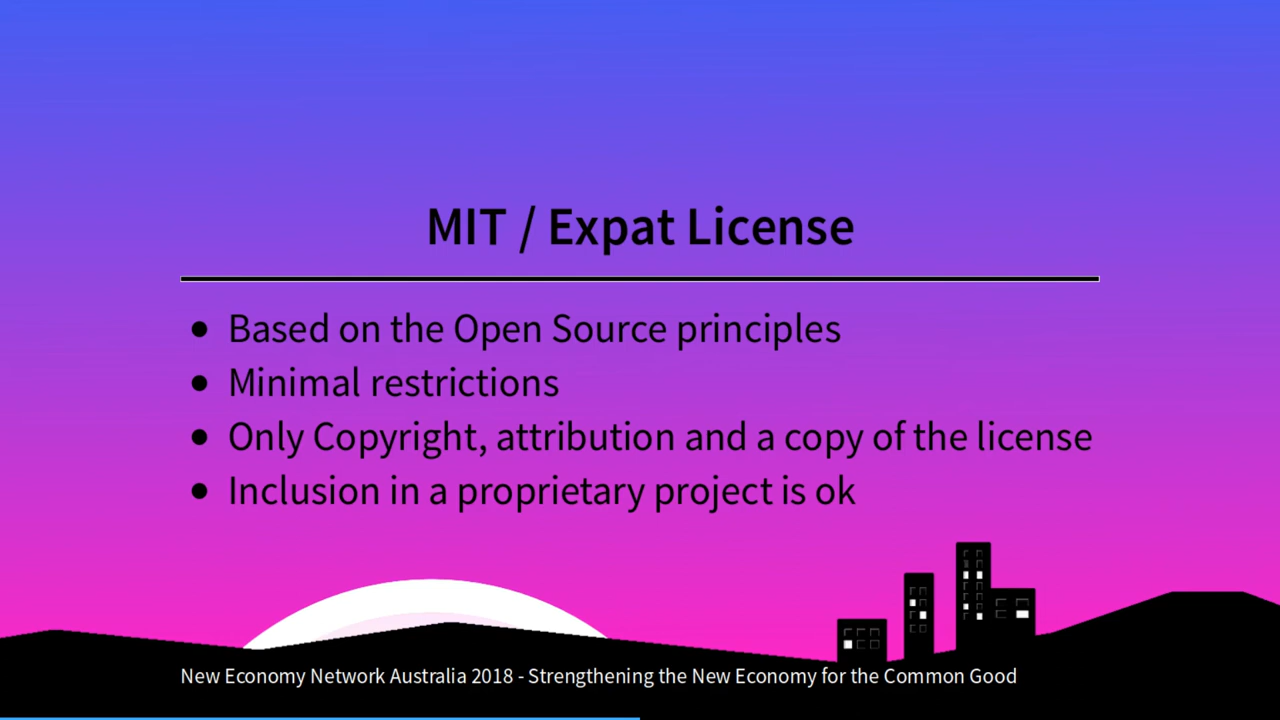 MIT / Expat License
● Based on the Open Source principles
● Minimal restrictions
● Only Copyright, attribution and a copy of the license
● Inclusion in a proprietary project is ok
New Economy Network Australia 2018 - Strengthening the New Economy for the Common Good